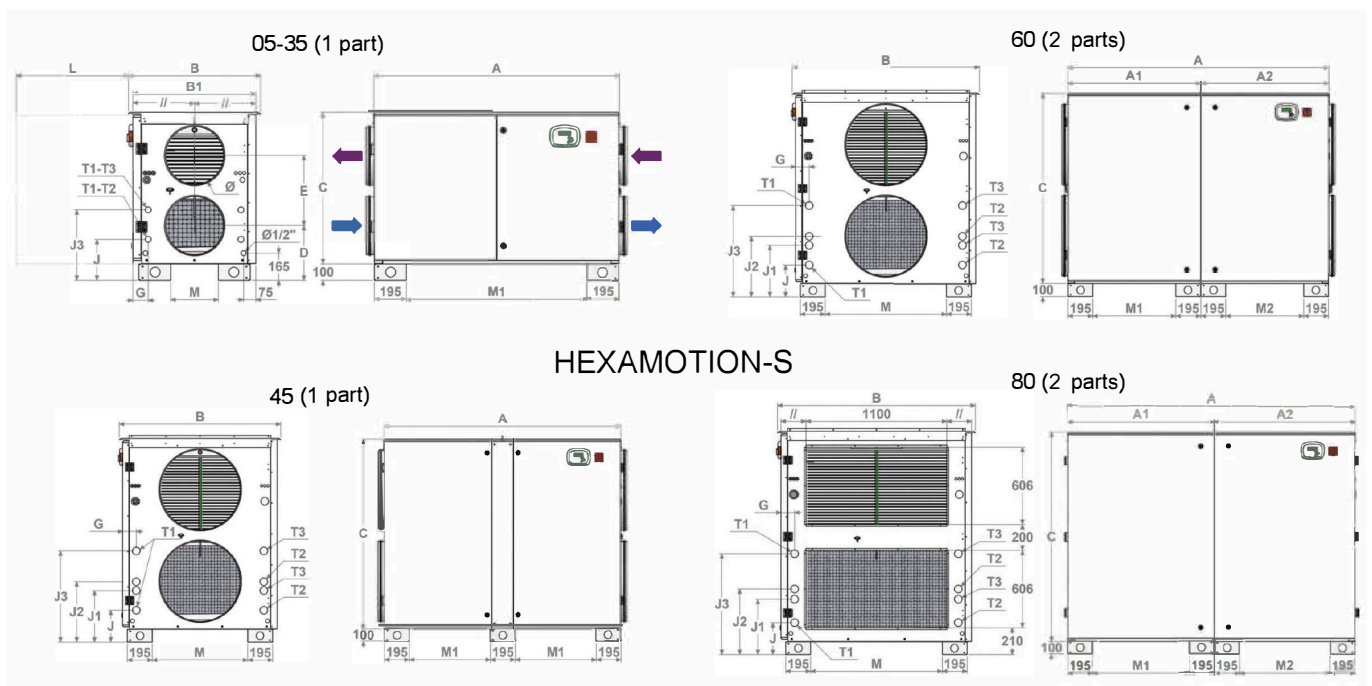 05-35 (1 part)
L
B
A
B1
//
//
T1-T3
T1-T2
Ø
E
C
J3
J
Ø1/2"
D
165
100
G
M
75
195
M1
195
60 (2 parts)
B
A
A1
A2
G
T1
T3
T2
T3
T2
C
J3
J2
J1
J
T1
100
195
M
195
195
M1
195
195
M2
195
HEXAMOTION-S
45 (1 part)
B
A
G
T1
T3
T2
T3
T2
C
J3
J2
J1
J
100
195
M
195
195
M1
195
M1
195
80 (2 parts)
B
A
//
1100
//
A1
A2
606
G
T1
200
T3
T2
T3
T2
606
C
J3
J2
J1
J
210
T1
100
195
M
195
195
M1
195
195
M2
195